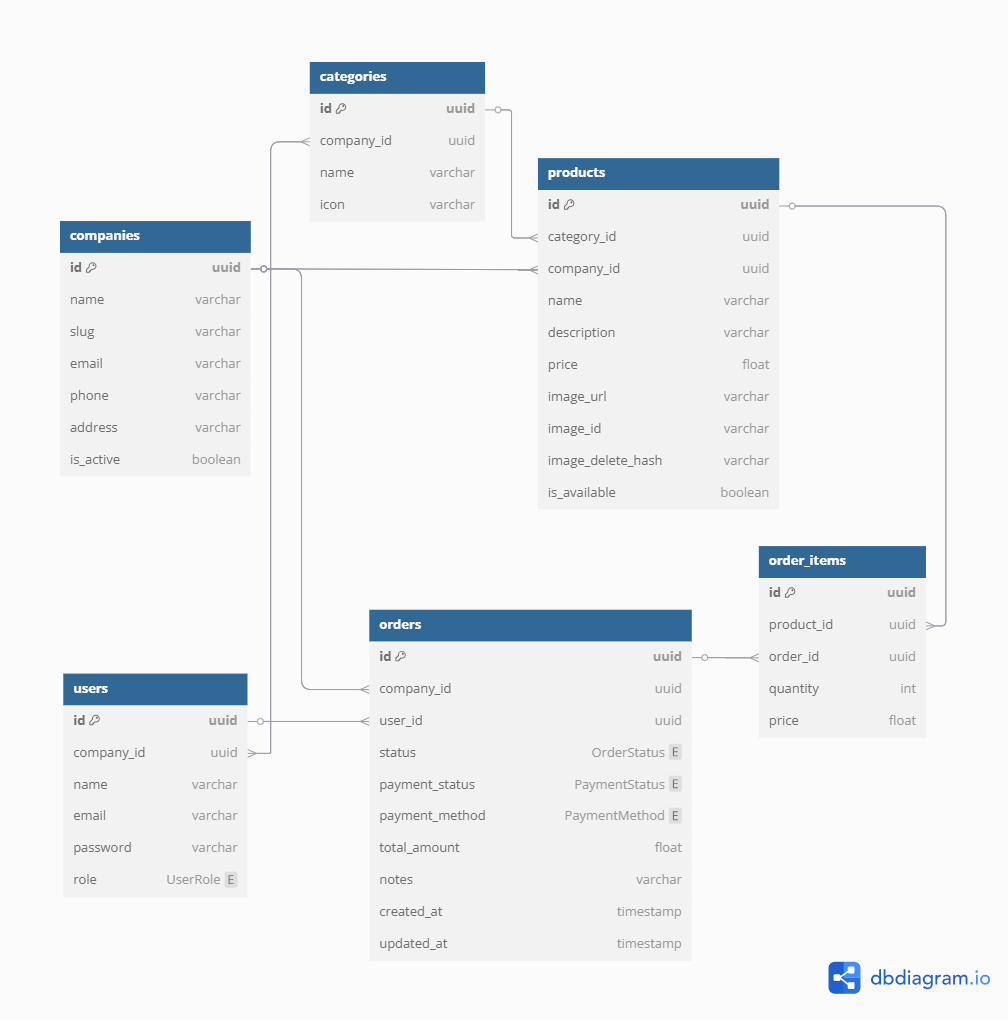 categories
id uuid
company_id uuid
name varchar
icon varchar
products
id uuid
category_id uuid
company_id uuid
name varchar
description varchar
price float
image_url varchar
image_id varchar
image_delete_hash varchar
is_available boolean
companies
id uuid
name varchar
slug varchar
email varchar
phone varchar
address varchar
is_active boolean
order_items
id uuid
product_id uuid
order_id uuid
quantity int
price float
orders
id uuid
company_id uuid
user_id uuid
status OrderStatus E
payment_status PaymentStatus E
payment_method PaymentMethod E
total_amount float
notes varchar
created_at timestamp
updated_at timestamp
users
id uuid
company_id uuid
name varchar
email varchar
password varchar
role UserRole E
dbdiagram.io